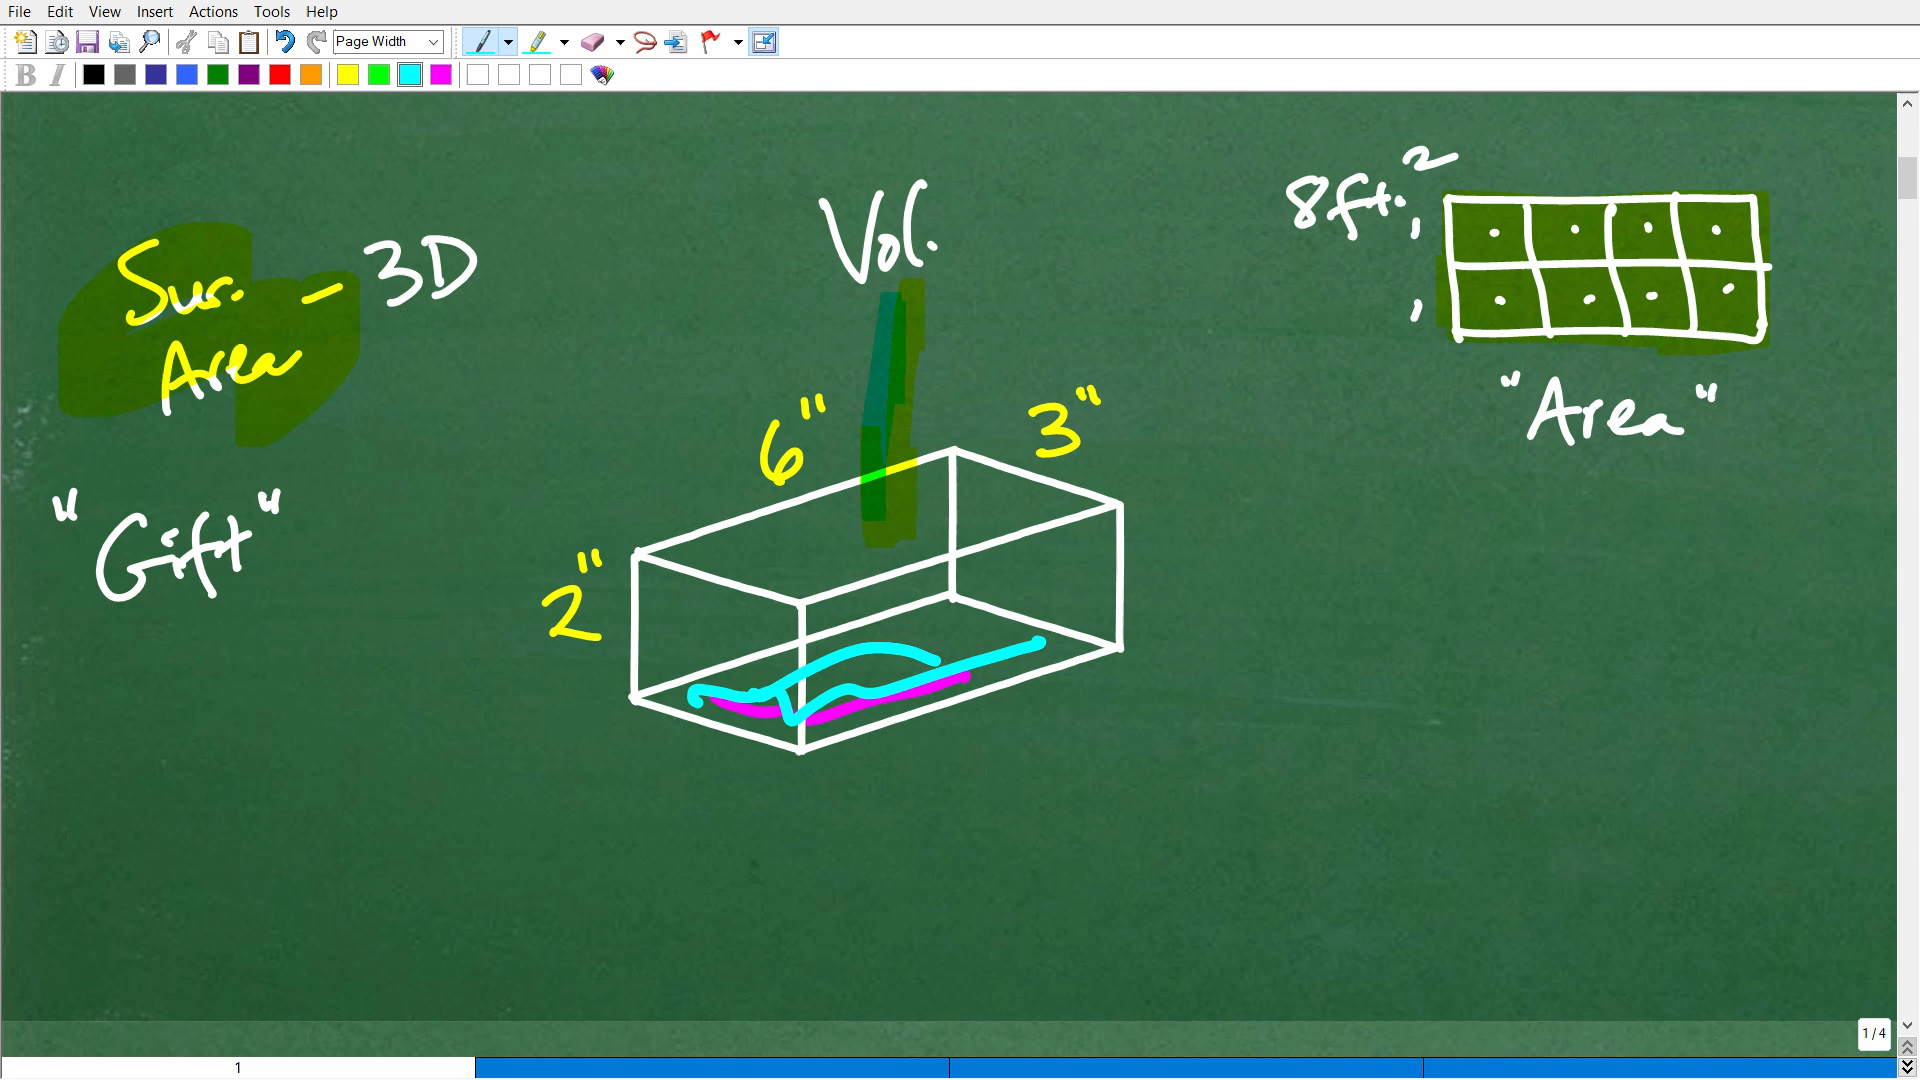 File Edit View Insert Actions Tools Help
Page Width
B I
8ft.²
Vol.
Sur. - 3D
Area
6" 3"
"Area"
"Gift"
2"
1 / 4
1